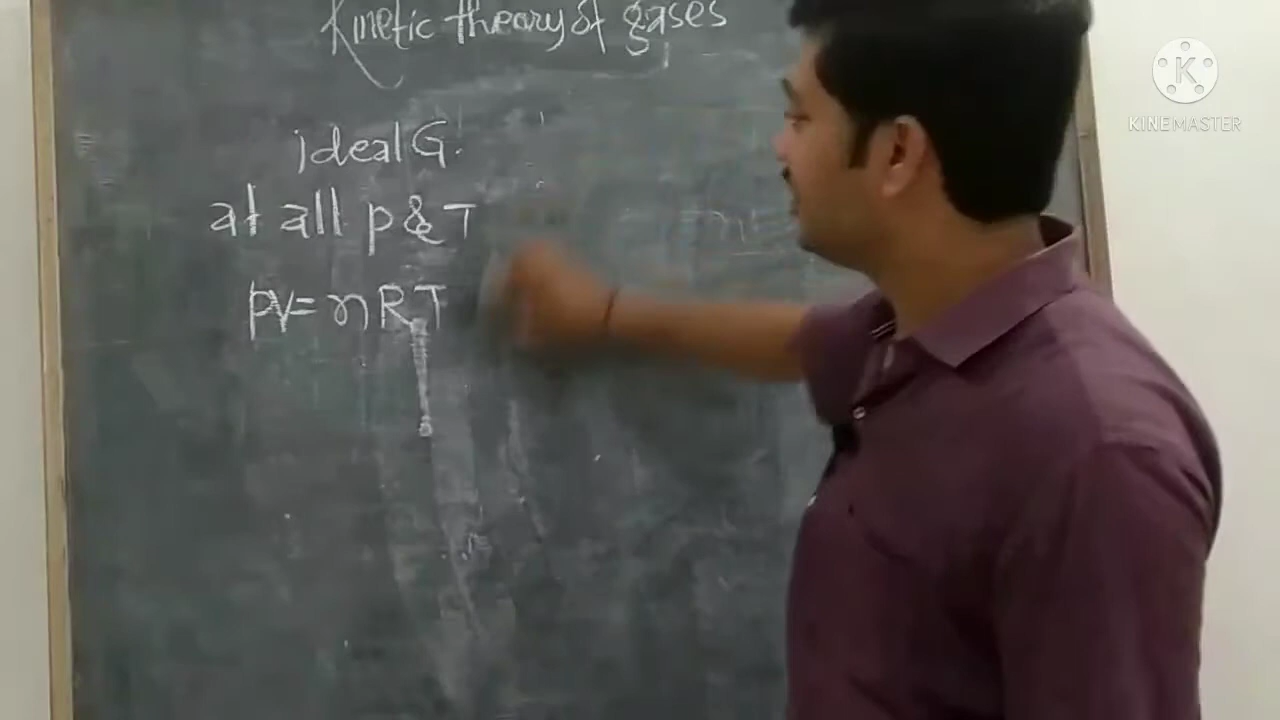 Kinetic theory of gases
ideal G.
at all p & T
PV = nRT
K
KINEMASTER